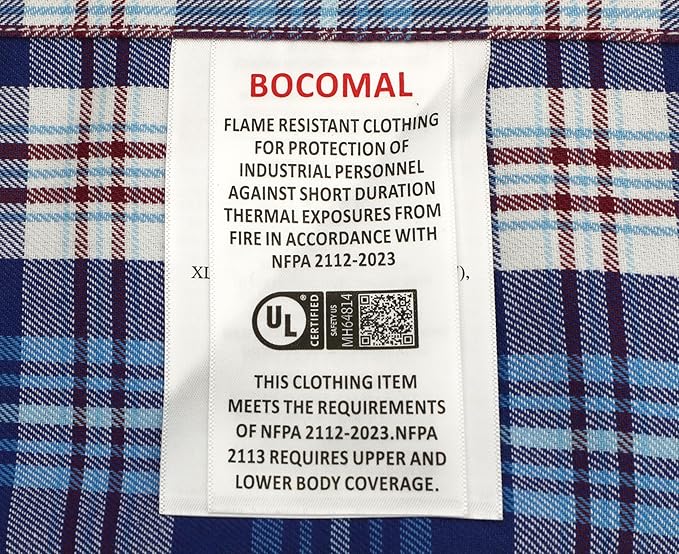 BOCOMAL
FLAME RESISTANT CLOTHING
FOR PROTECTION OF
INDUSTRIAL PERSONNEL
AGAINST SHORT DURATION
THERMAL EXPOSURES FROM
FIRE IN ACCORDANCE WITH
NFPA 2112-2023
XL
),
UL
CERTIFIED
SAFETY US
MH64814
THIS CLOTHING ITEM
MEETS THE REQUIREMENTS
OF NFPA 2112-2023.NFPA
2113 REQUIRES UPPER AND
LOWER BODY COVERAGE.